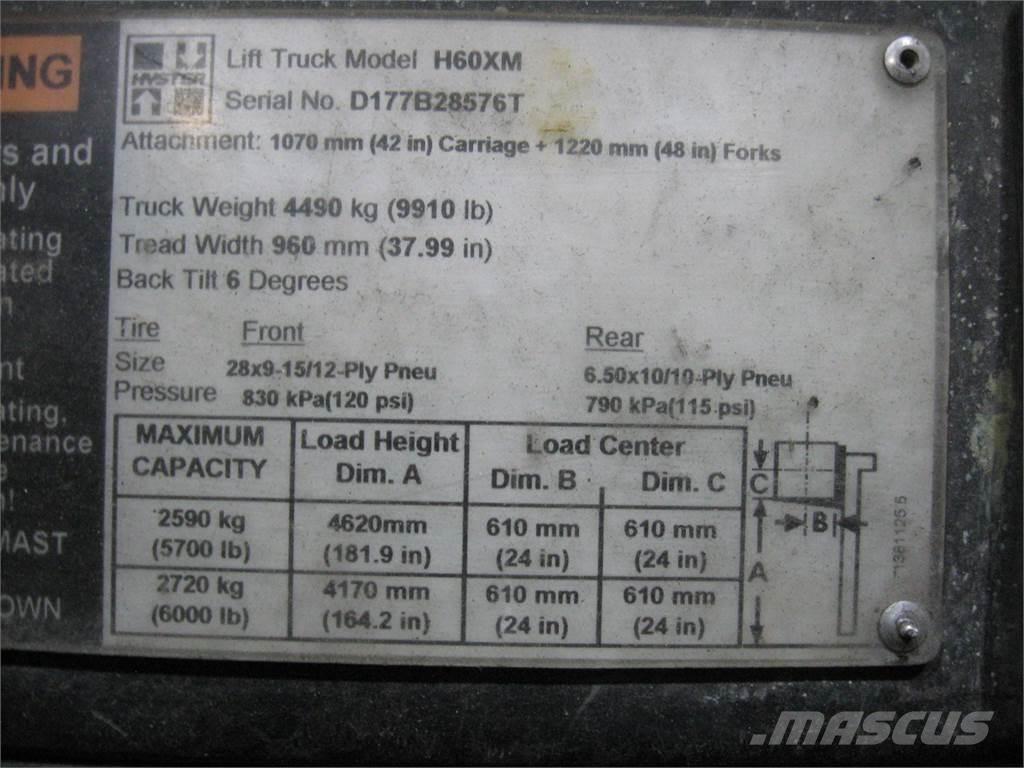 ING
s and
nly
ating
ated
n
nt
ating.
tenance
e
!
MAST
OWN
HYSTER
Lift Truck Model H60XM
Serial No. D177B28576T
Attachment: 1070 mm (42 in) Carriage + 1220 mm (48 in) Forks
Truck Weight 4490 kg (9910 lb)
Tread Width 960 mm (37.99 in)
Back Tilt 6 Degrees
Tire Front Rear
Size 28x9-15/12-Ply Pneu 6.50x10/10-Ply Pneu
Pressure 830 kPa(120 psi) 790 kPa(115 psi)
MAXIMUM CAPACITY Load Height Dim. A Load Center
Dim. B Dim. C
2590 kg 4620mm 610 mm 610 mm
(5700 lb) (181.9 in) (24 in) (24 in)
2720 kg 4170 mm 610 mm 610 mm
(6000 lb) (164.2 in) (24 in) (24 in)
C
B
A
.MASCUS